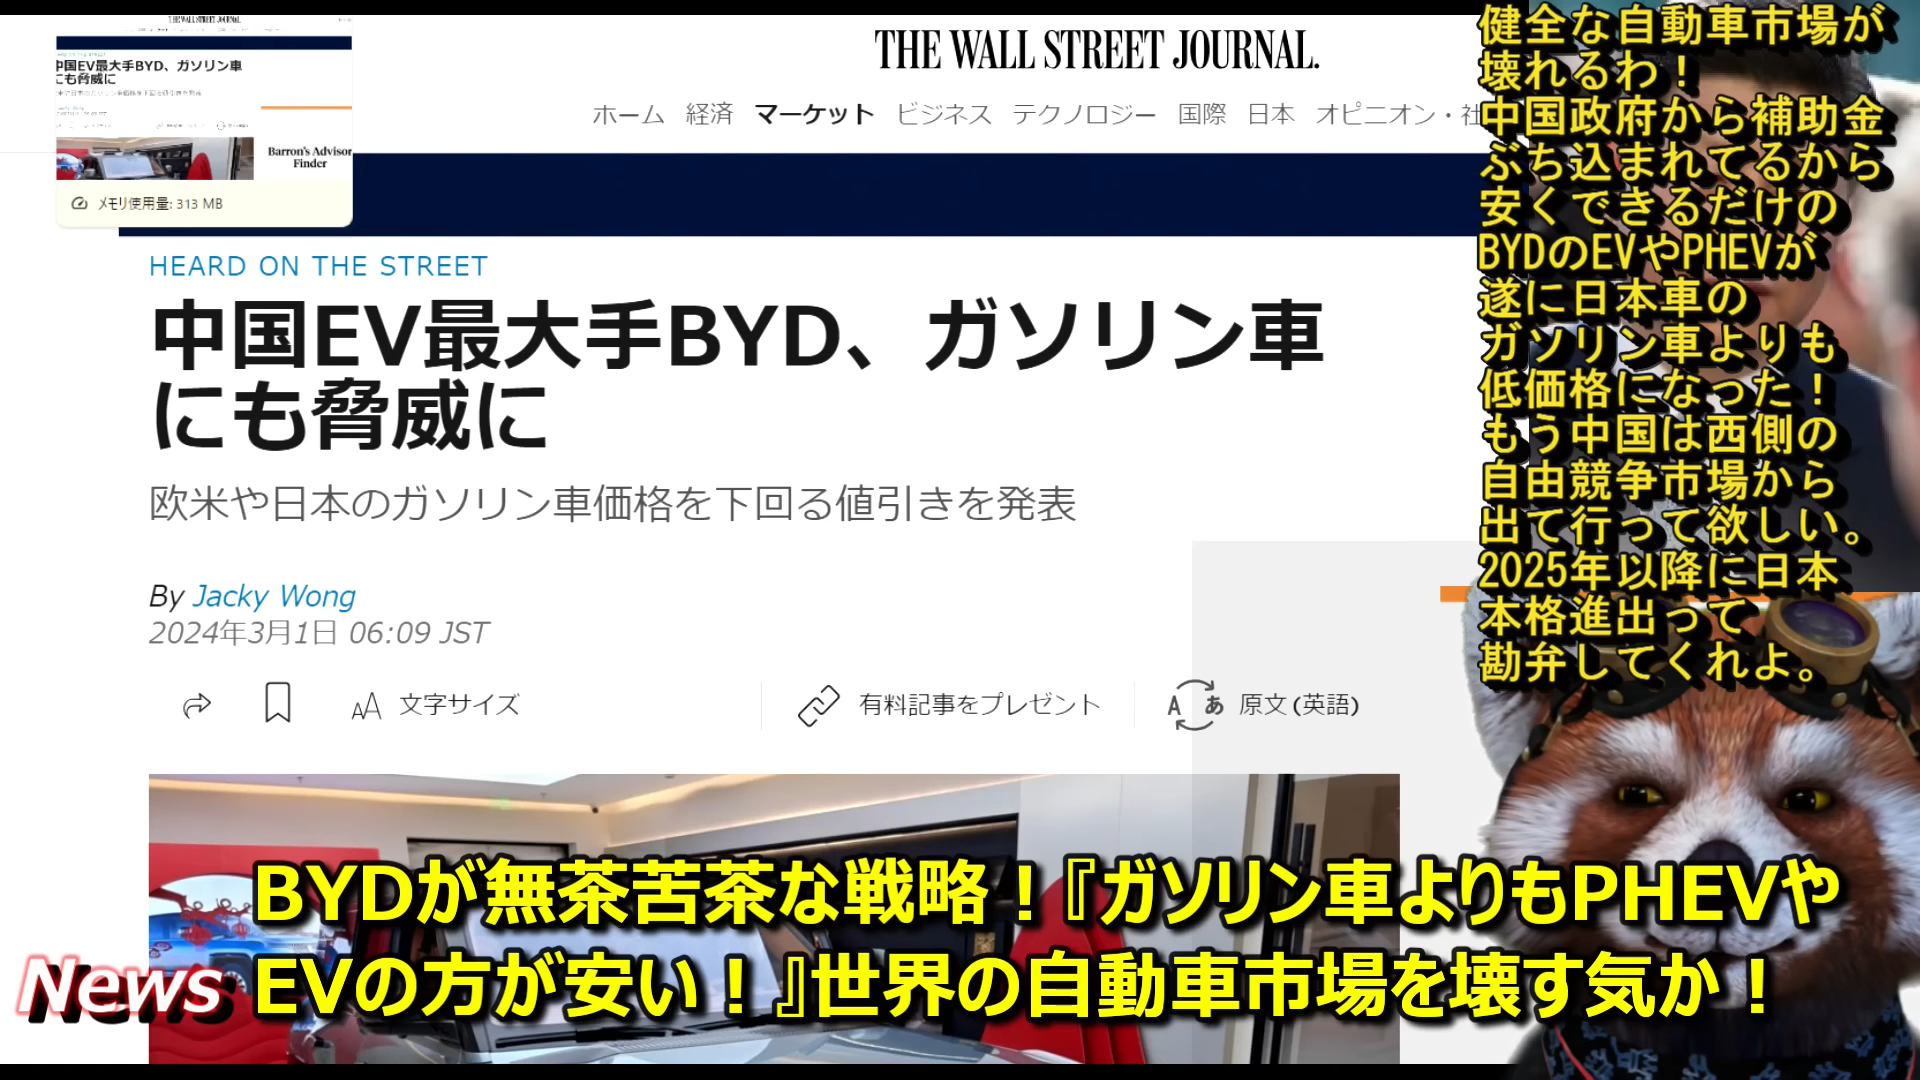 THE WALL STREET JOURNAL.
中国EV最大手BYD、ガソリン車
にも脅威に
Barron's Advisor
Finder
メモリ使用量: 313 MB
THE WALL STREET JOURNAL.
ホーム 経済 マーケット ビジネス テクノロジー 国際 日本 オピニオン・社
HEARD ON THE STREET
中国EV最大手BYD、ガソリン車
にも脅威に
欧米や日本のガソリン車価格を下回る値引きを発表
By Jacky Wong
2024年3月1日 06:09 JST
文字サイズ
有料記事をプレゼント
原文 (英語)
健全な自動車市場が
壊れるわ！
中国政府から補助金
ぶち込まれてるから
安くできるだけの
BYDのEVやPHEVが
遂に日本車の
ガソリン車よりも
低価格になった！
もう中国は西側の
自由競争市場から
出て行って欲しい。
2025年以降に日本
本格進出って
勘弁してくれよ。
BYDが無茶苦茶な戦略！『ガソリン車よりもPHEVや
EVの方が安い！』世界の自動車市場を壊す気か！
News